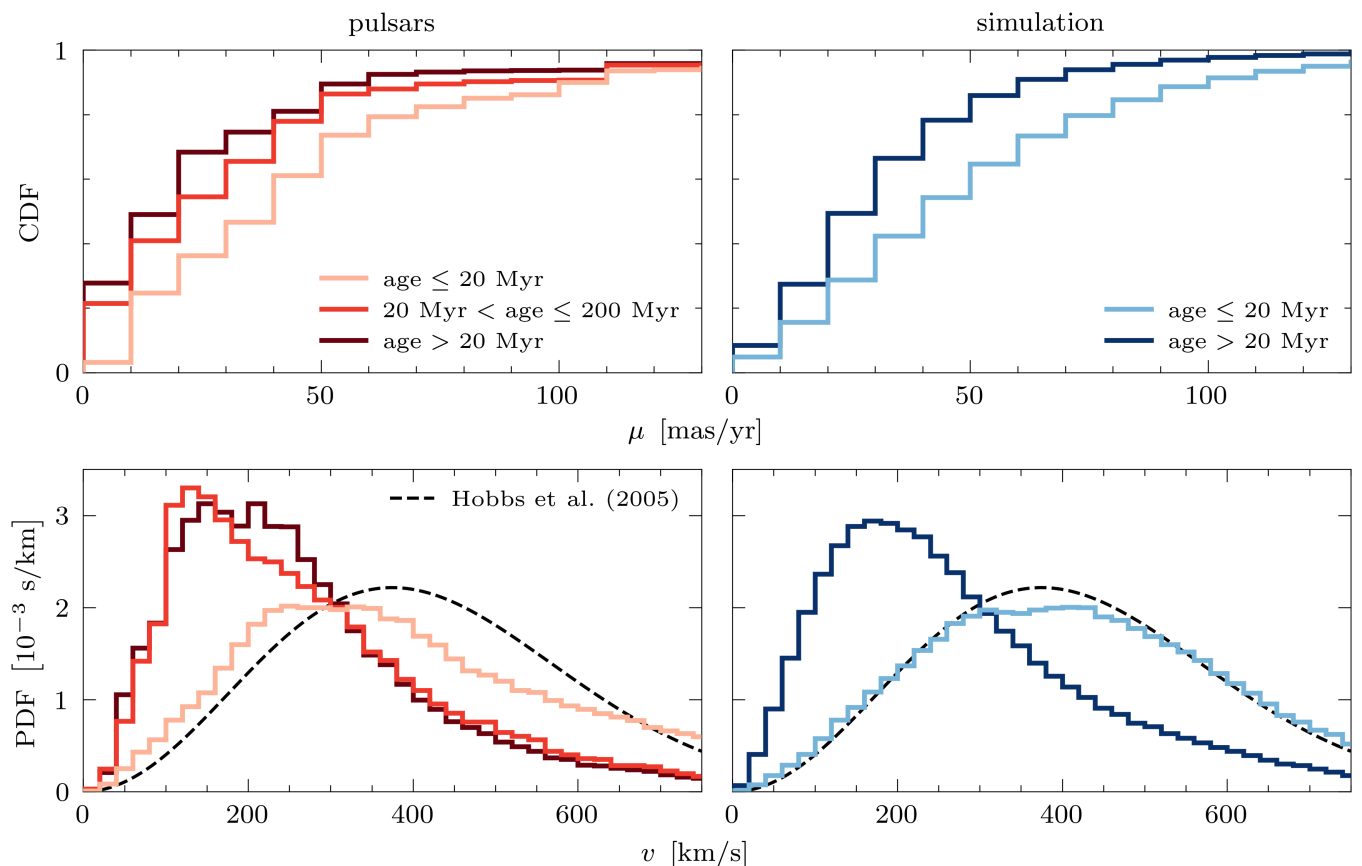 pulsars
simulation
1
CDF
age ≤ 20 Myr
20 Myr < age ≤ 200 Myr
age > 20 Myr
age ≤ 20 Myr
age > 20 Myr
0
0 50 100
0 50 100
μ [mas/yr]
Hobbs et al. (2005)
3
2
1
0
PDF [10⁻³ s/km]
0 200 400 600
0 200 400 600
v [km/s]